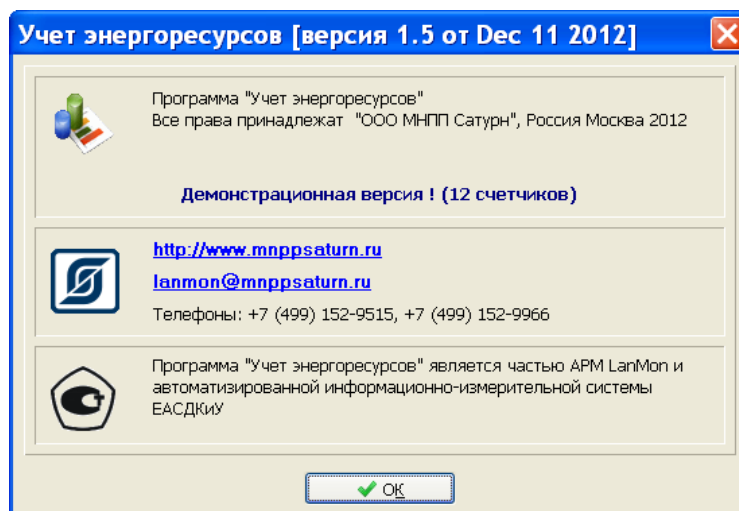 Учет энергоресурсов [версия 1.5 от Dec 11 2012]
Программа "Учет энергоресурсов"
Все права принадлежат "ООО МНПП Сатурн", Россия Москва 2012
Демонстрационная версия ! (12 счетчиков)
http://www.mnppsaturn.ru
lanmon@mnppsaturn.ru
Телефоны: +7 (499) 152-9515, +7 (499) 152-9966
Программа "Учет энергоресурсов" является частью АРМ LanMon и
автоматизированной информационно-измерительной системы
ЕАСДКиУ
ОК